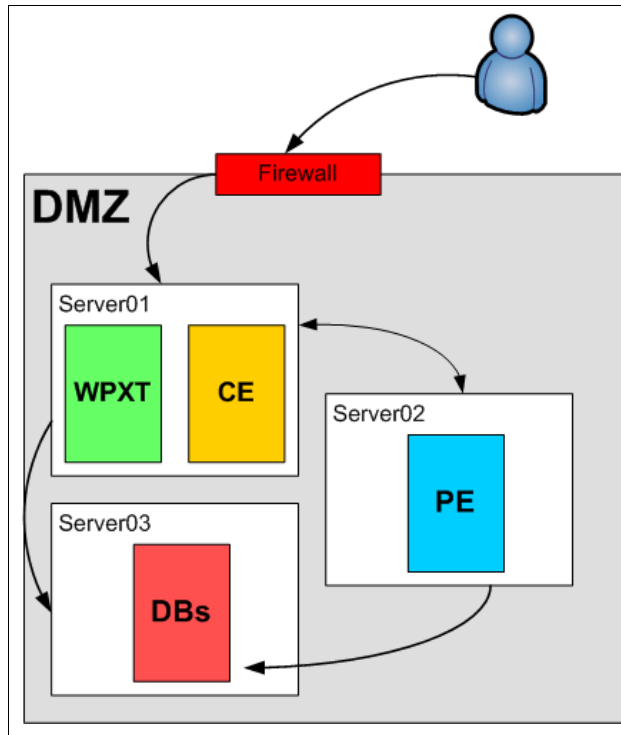 Firewall
DMZ
Server01
WPXT
CE
Server02
PE
Server03
DBs